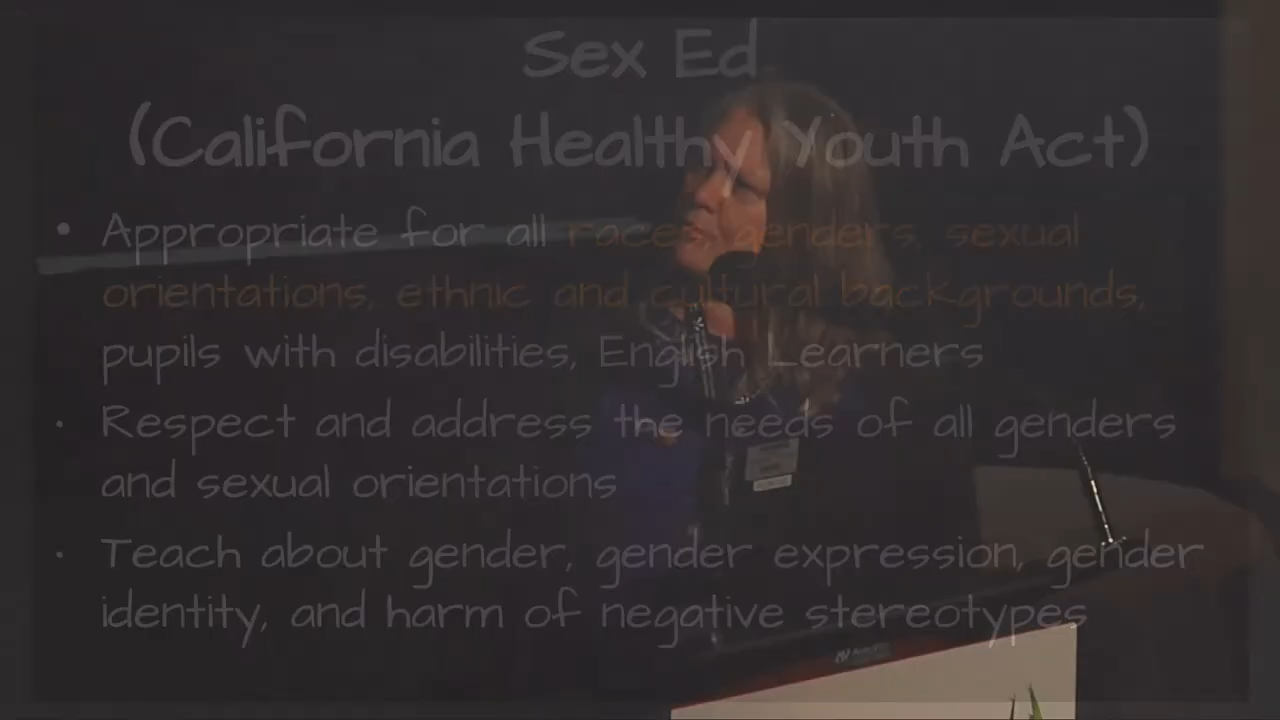 Sex Ed
(California Healthy Youth Act)
• Appropriate for all races, genders, sexual
orientations, ethnic and cultural backgrounds,
pupils with disabilities, English Learners
• Respect and address the needs of all genders
and sexual orientations
• Teach about gender, gender expression, gender
identity, and harm of negative stereotypes